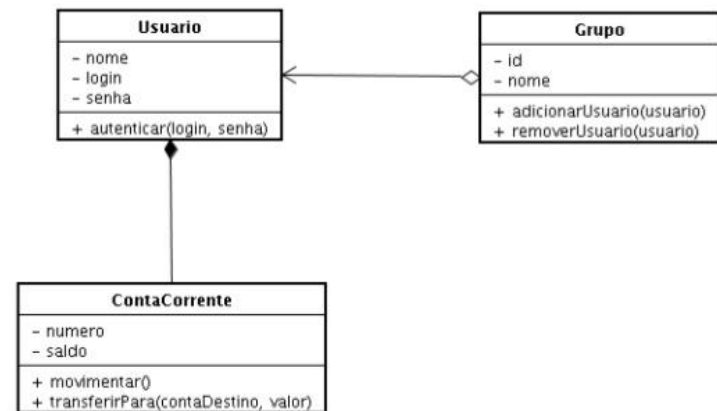 Usuario
- nome
- login
- senha
+ autenticar(login, senha)
Grupo
- id
- nome
+ adicionarUsuario(usuario)
+ removerUsuario(usuario)
ContaCorrente
- numero
- saldo
+ movimentar()
+ transferirPara(contaDestino, valor)